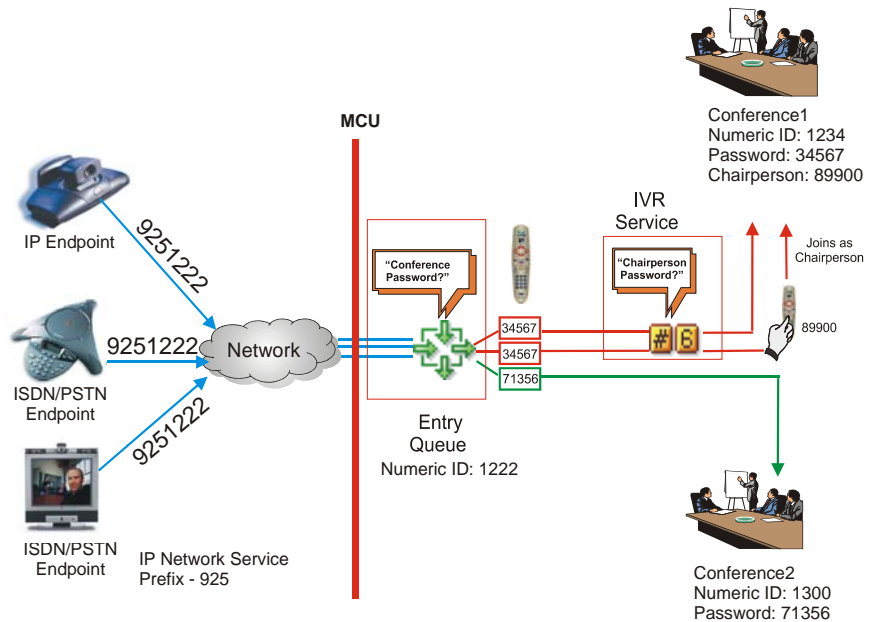 Conference1
Numeric ID: 1234
Password: 34567
Chairperson: 89900
MCU
IP Endpoint
9251222
IVR
Service
"Conference
Password?"
"Chairperson
Password?"
Joins as
Chairperson
ISDN/PSTN
Endpoint
9251222
Network
34567
34567
71356
# 6
89900
9251222
Entry
Queue
Numeric ID: 1222
ISDN/PSTN
Endpoint
IP Network Service
Prefix - 925
Conference2
Numeric ID: 1300
Password: 71356